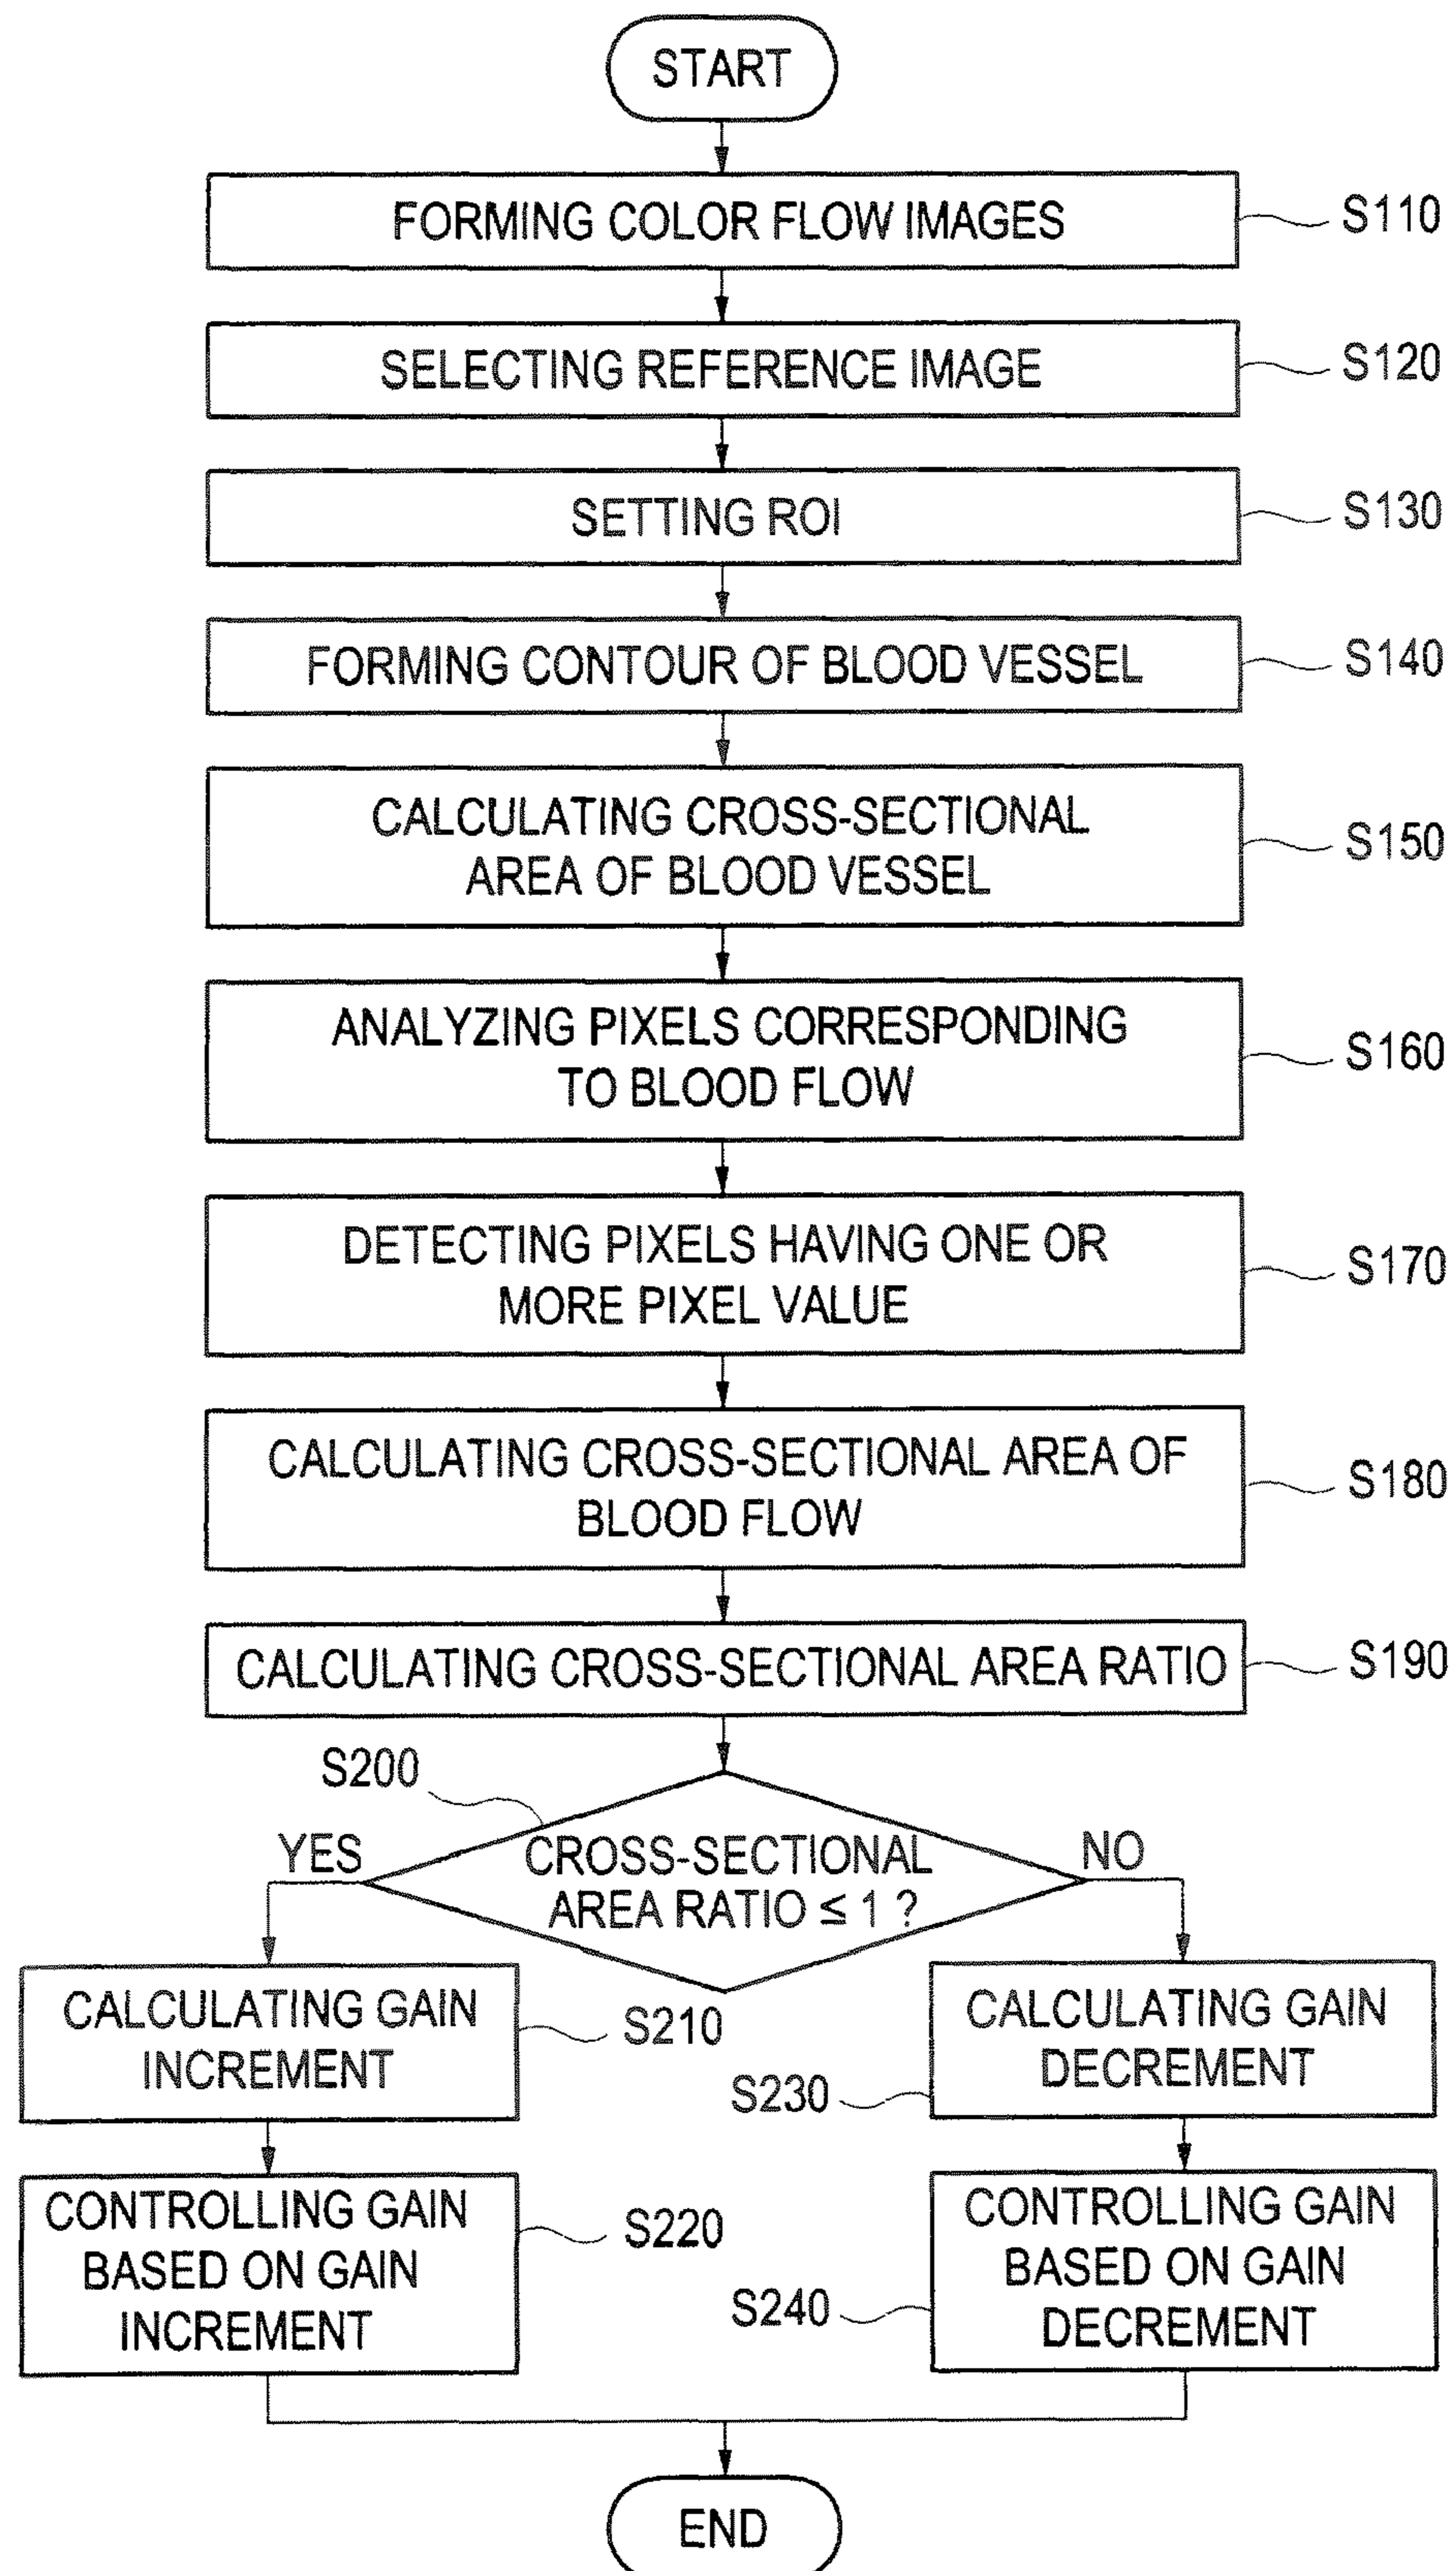 START
FORMING COLOR FLOW IMAGES
S110
SELECTING REFERENCE IMAGE
S120
SETTING ROI
S130
FORMING CONTOUR OF BLOOD VESSEL
S140
CALCULATING CROSS-SECTIONAL
AREA OF BLOOD VESSEL
S150
ANALYZING PIXELS CORRESPONDING
TO BLOOD FLOW
S160
DETECTING PIXELS HAVING ONE OR
MORE PIXEL VALUE
S170
CALCULATING CROSS-SECTIONAL AREA OF
BLOOD FLOW
S180
CALCULATING CROSS-SECTIONAL AREA RATIO
S190
S200
YES
CROSS-SECTIONAL
AREA RATIO ≤ 1 ?
NO
CALCULATING GAIN
INCREMENT
S210
CALCULATING GAIN
DECREMENT
S230
CONTROLLING GAIN
BASED ON GAIN
INCREMENT
S220
CONTROLLING GAIN
BASED ON GAIN
DECREMENT
S240
END